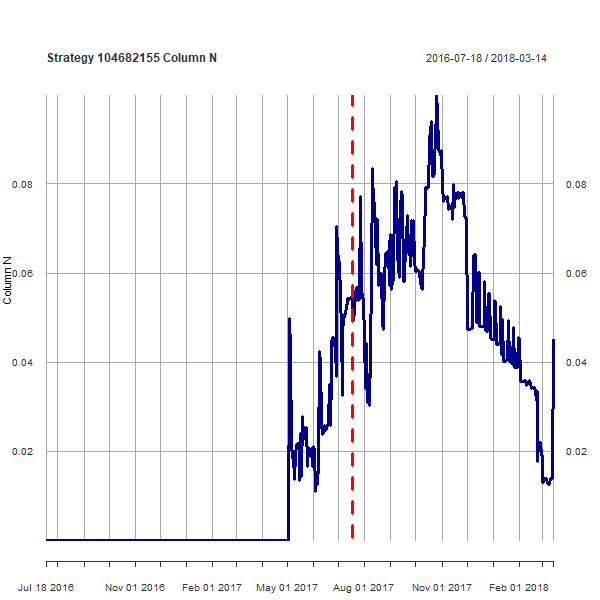 Strategy 104682155 Column N
2016-07-18 / 2018-03-14
Column N
0.08
0.06
0.04
0.02
0.08
0.06
0.04
0.02
Jul 18 2016
Nov 01 2016
Feb 01 2017
May 01 2017
Aug 01 2017
Nov 01 2017
Feb 01 2018